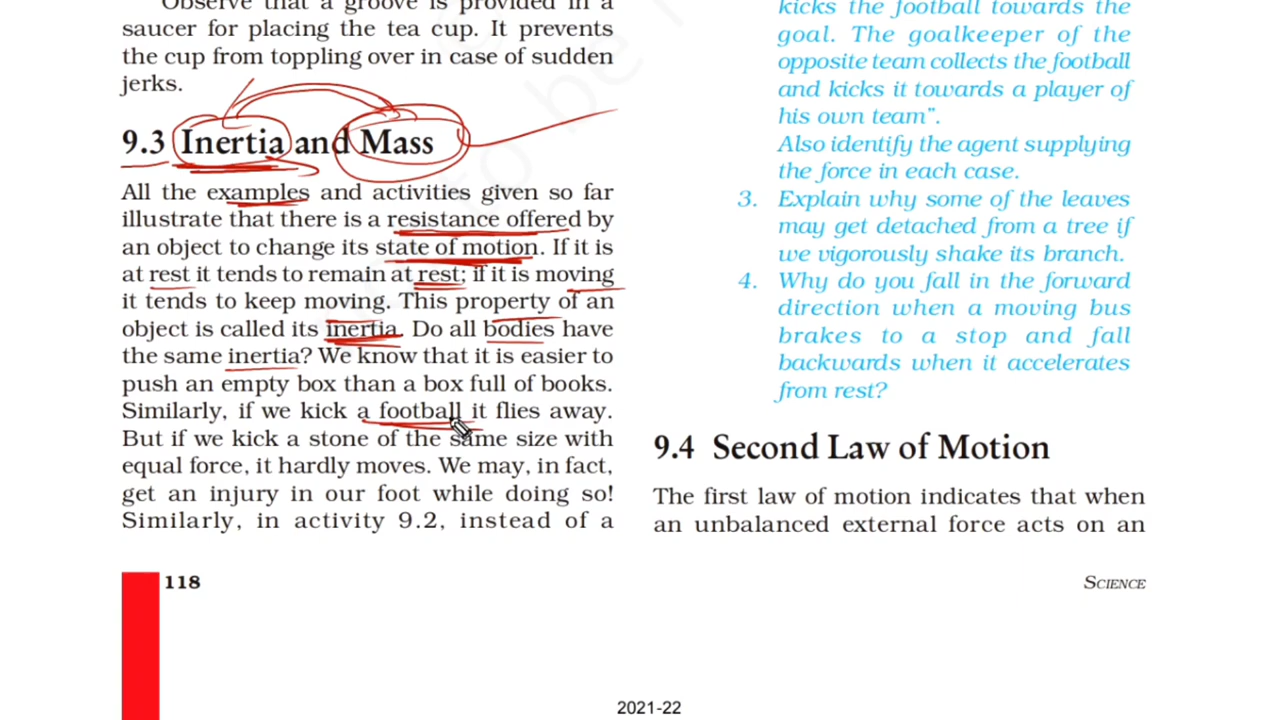 Observe that a groove is provided in a
saucer for placing the tea cup. It prevents
the cup from toppling over in case of sudden
jerks.
9.3 Inertia and Mass
All the examples and activities given so far
illustrate that there is a resistance offered by
an object to change its state of motion. If it is
at rest it tends to remain at rest; if it is moving
it tends to keep moving. This property of an
object is called its inertia. Do all bodies have
the same inertia? We know that it is easier to
push an empty box than a box full of books.
Similarly, if we kick a football it flies away.
But if we kick a stone of the same size with
equal force, it hardly moves. We may, in fact,
get an injury in our foot while doing so!
Similarly, in activity 9.2, instead of a
kicks the football towards the
goal. The goalkeeper of the
opposite team collects the football
and kicks it towards a player of
his own team".
Also identify the agent supplying
the force in each case.
3. Explain why some of the leaves
may get detached from a tree if
we vigorously shake its branch.
4. Why do you fall in the forward
direction when a moving bus
brakes to a stop and fall
backwards when it accelerates
from rest?
9.4 Second Law of Motion
The first law of motion indicates that when
an unbalanced external force acts on an
118
SCIENCE
2021-22
to be